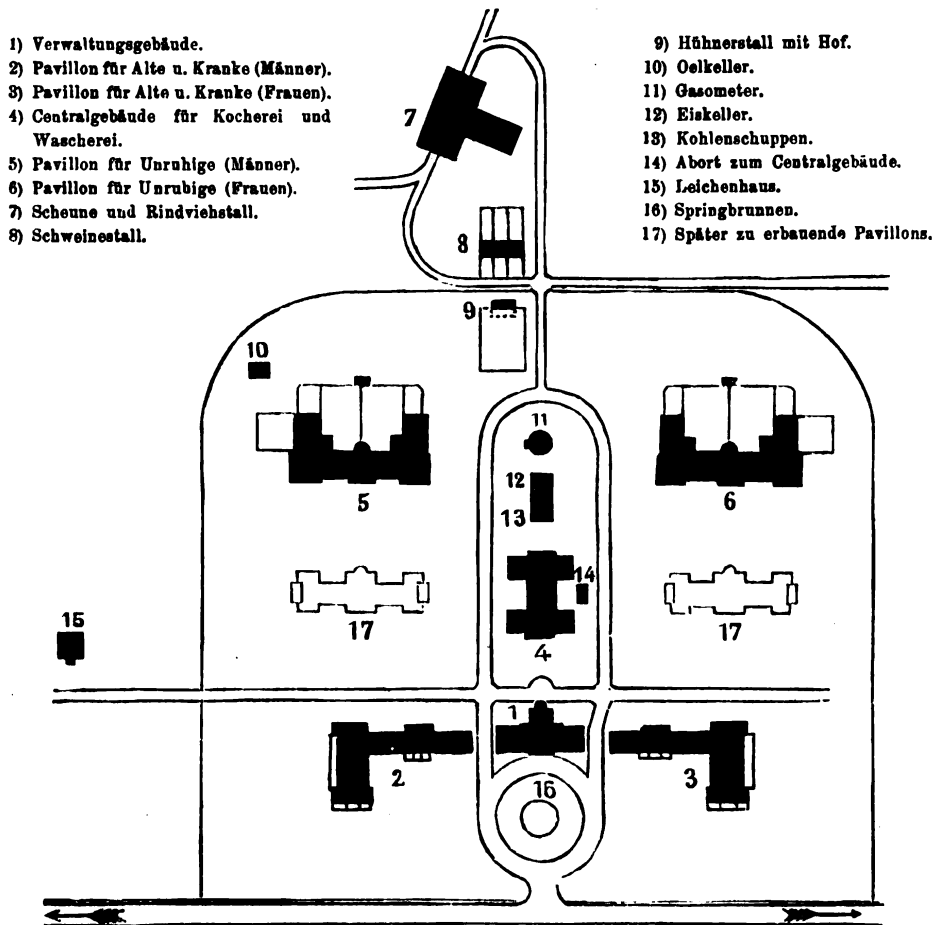 1) Verwaltungsgebäude.
2) Pavillon für Alte u. Kranke (Männer).
3) Pavillon für Alte u. Kranke (Frauen).
4) Centralgebäude für Kocherei und
Wascherei.
5) Pavillon für Unruhige (Männer).
6) Pavillon für Unruhige (Frauen).
7) Scheune und Rindviehstall.
8) Schweinestall.
9) Hühnerstall mit Hof.
10) Oelkeller.
11) Gasometer.
12) Eiskeller.
13) Kohlenschuppen.
14) Abort zum Centralgebäude.
15) Leichenhaus.
16) Springbrunnen.
17) Später zu erbauende Pavillons.
7
8
9
10
11
5
12
6
13
14
17
17
15
4
1
2
3
16